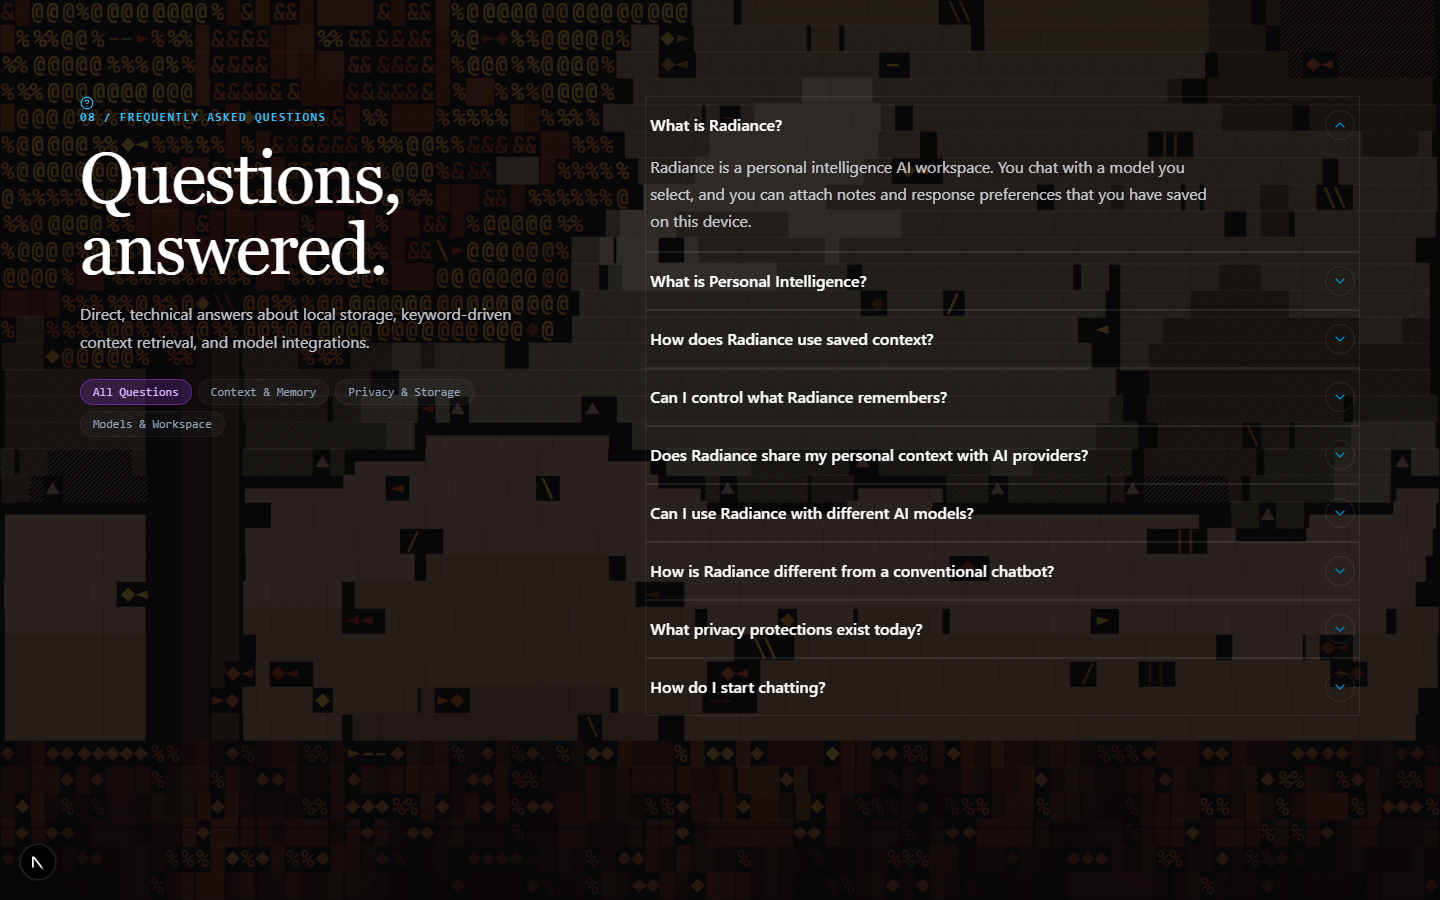 08 / FREQUENTLY ASKED QUESTIONS
Questions,
answered.
Direct, technical answers about local storage, keyword-driven
context retrieval, and model integrations.
All Questions
Context & Memory
Privacy & Storage
Models & Workspace
What is Radiance?
Radiance is a personal intelligence AI workspace. You chat with a model you
select, and you can attach notes and response preferences that you have saved
on this device.
What is Personal Intelligence?
How does Radiance use saved context?
Can I control what Radiance remembers?
Does Radiance share my personal context with AI providers?
Can I use Radiance with different AI models?
How is Radiance different from a conventional chatbot?
What privacy protections exist today?
How do I start chatting?